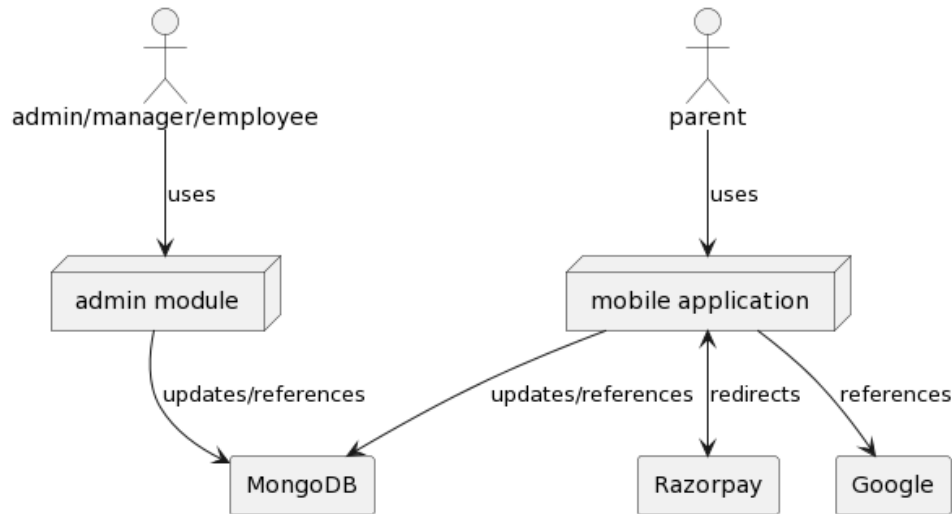 admin/manager/employee
parent
uses
uses
admin module
mobile application
updates/references
updates/references
redirects
references
MongoDB
Razorpay
Google